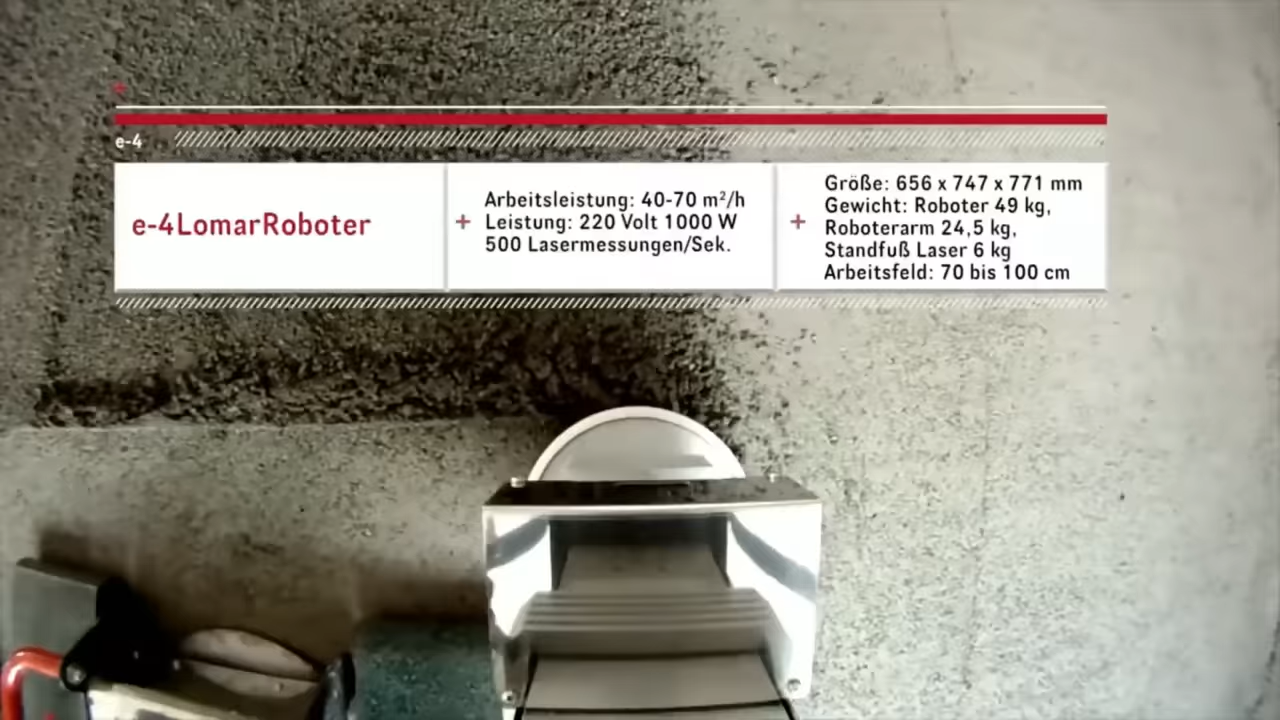 e-4
e-4LomarRoboter
+ Arbeitsleistung: 40-70 m²/h
Leistung: 220 Volt 1000 W
500 Lasermessungen/Sek.
+ Größe: 656 x 747 x 771 mm
Gewicht: Roboter 49 kg,
Roboterarm 24,5 kg,
Standfuß Laser 6 kg
Arbeitsfeld: 70 bis 100 cm